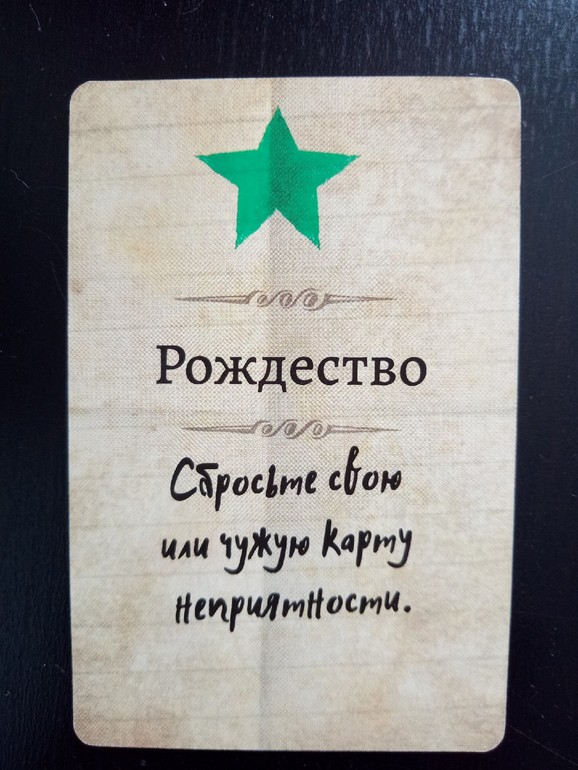 Рождество
Сбросьте свою
или чужую карту
неприятности.